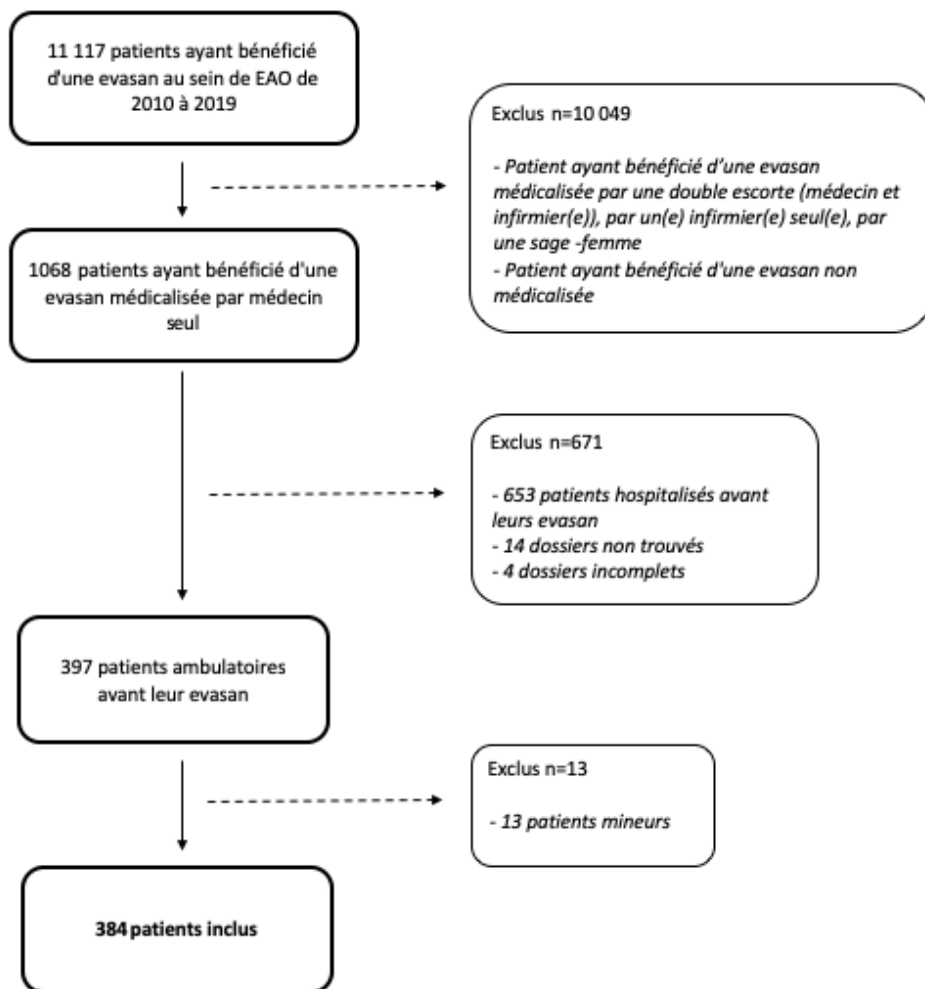 11 117 patients ayant bénéficié
d'une evasan au sein de EAO de
2010 à 2019
Exclus n=10 049
- Patient ayant bénéficié d'une evasan
médicalisée par une double escorte (médecin et
infirmier(e)), par un(e) infirmier(e) seul(e), par
une sage -femme
- Patient ayant bénéficié d'une evasan non
médicalisée
1068 patients ayant bénéficié d'une
evasan médicalisée par médecin
seul
Exclus n=671
- 653 patients hospitalisés avant
leurs evasan
- 14 dossiers non trouvés
- 4 dossiers incomplets
397 patients ambulatoires
avant leur evasan
Exclus n=13
- 13 patients mineurs
384 patients inclus